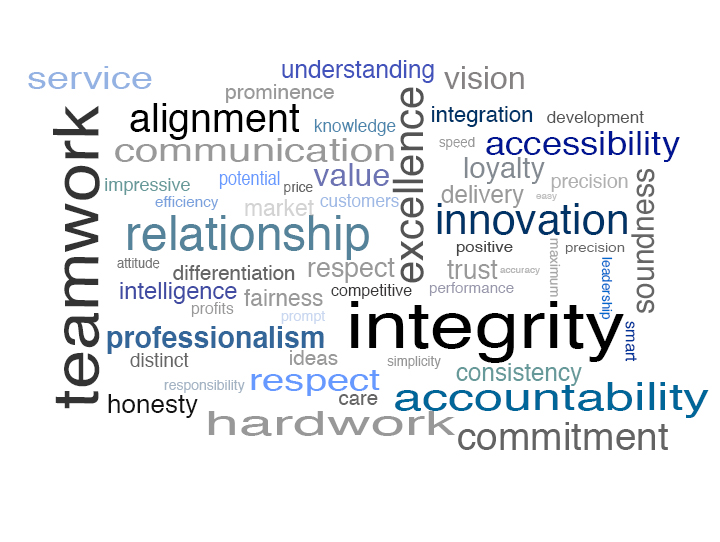 understanding
service
vision
prominence
teamwork
alignment
knowledge
excellence
integration
development
communication
speed
accessibility
impressive
potential
price
value
loyalty
precision
soundness
efficiency
market
customers
delivery
easy
relationship
innovation
attitude
differentiation
respect
positive
precision
trust
accuracy
maximum
leadership
intelligence
fairness
competitive
performance
profits
prompt
integrity
smart
professionalism
distinct
ideas
simplicity
consistency
responsibility
respect
care
accountability
honesty
hardwork
commitment